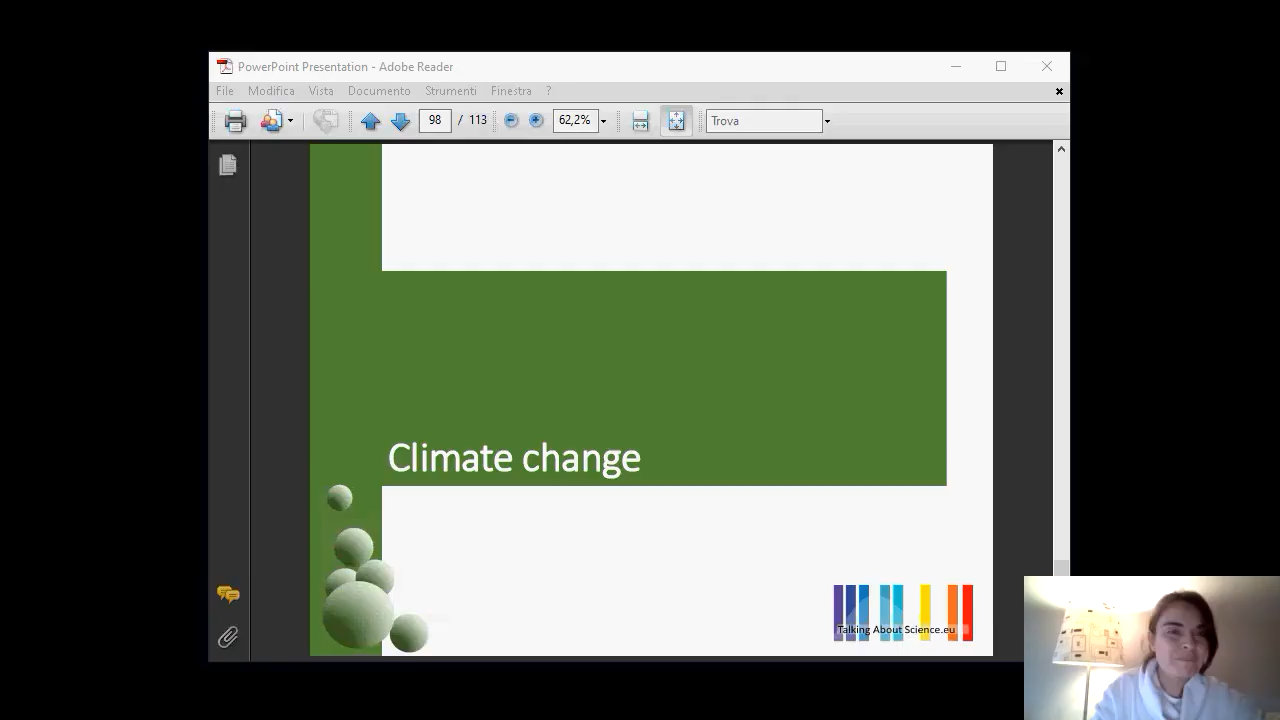 PowerPoint Presentation - Adobe Reader
File Modifica Vista Documento Strumenti Finestra ?
98 / 113 62,2% Trova
Climate change
Talking About Science.eu